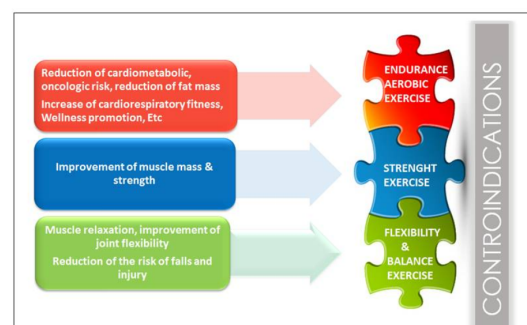 Reduction of cardiometabolic,
oncologic risk, reduction of fat mass
Increase of cardiorespiratory fitness,
Wellness promotion, Etc
ENDURANCE
AEROBIC
EXERCISE
Improvement of muscle mass &
strength
STRENGHT
EXERCISE
Muscle relaxation, improvement of
joint flexibility
Reduction of the risk of falls and
injury
FLEXIBILITY
&
BALANCE
EXERCISE
CONTROINDICATIONS